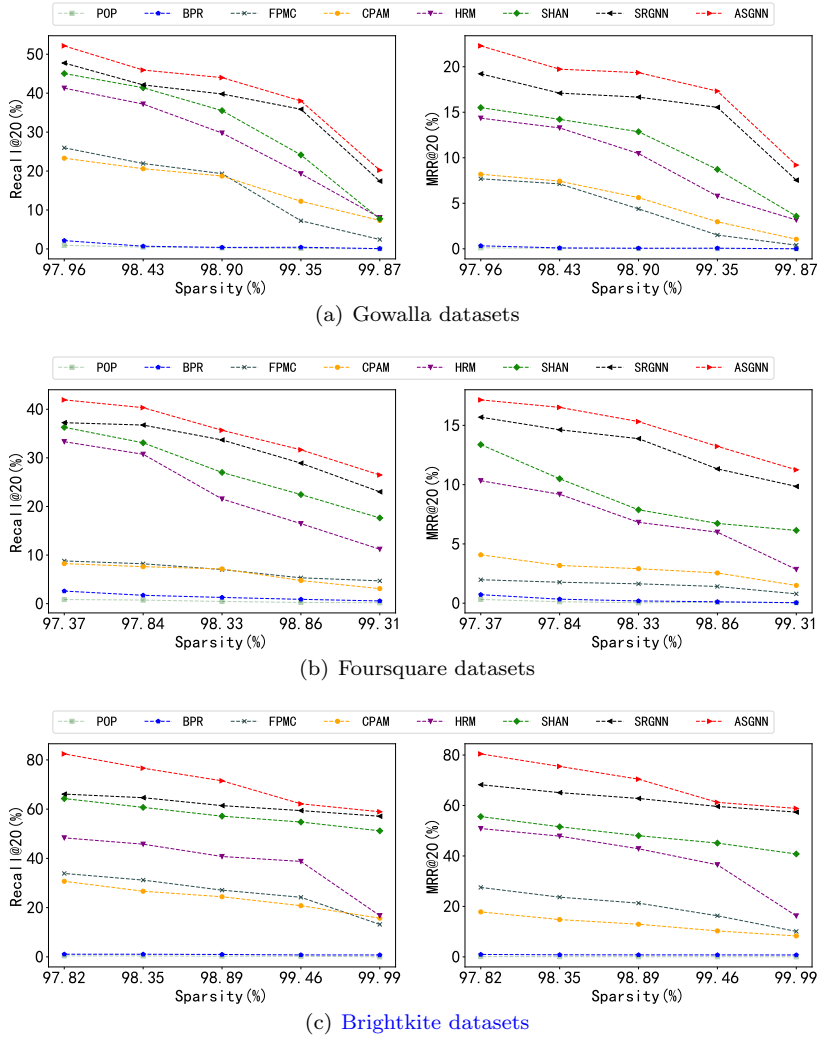 POP BPR FPMC CPAM HRM SHAN SRGNN ASGNN
Recall@20(%)
50
40
30
20
10
0
97.96 98.43 98.90 99.35 99.87
Sparsity(%)
MRR@20(%)
20
15
10
5
0
97.96 98.43 98.90 99.35 99.87
Sparsity(%)
(a) Gowalla datasets
POP BPR FPMC CPAM HRM SHAN SRGNN ASGNN
Recall@20(%)
40
30
20
10
0
97.37 97.84 98.33 98.86 99.31
Sparsity(%)
MRR@20(%)
15
10
5
0
97.37 97.84 98.33 98.86 99.31
Sparsity(%)
(b) Foursquare datasets
POP BPR FPMC CPAM HRM SHAN SRGNN ASGNN
Recall@20(%)
80
60
40
20
0
97.82 98.35 98.89 99.46 99.99
Sparsity(%)
MRR@20(%)
80
60
40
20
0
97.82 98.35 98.89 99.46 99.99
Sparsity(%)
(c) Brightkite datasets